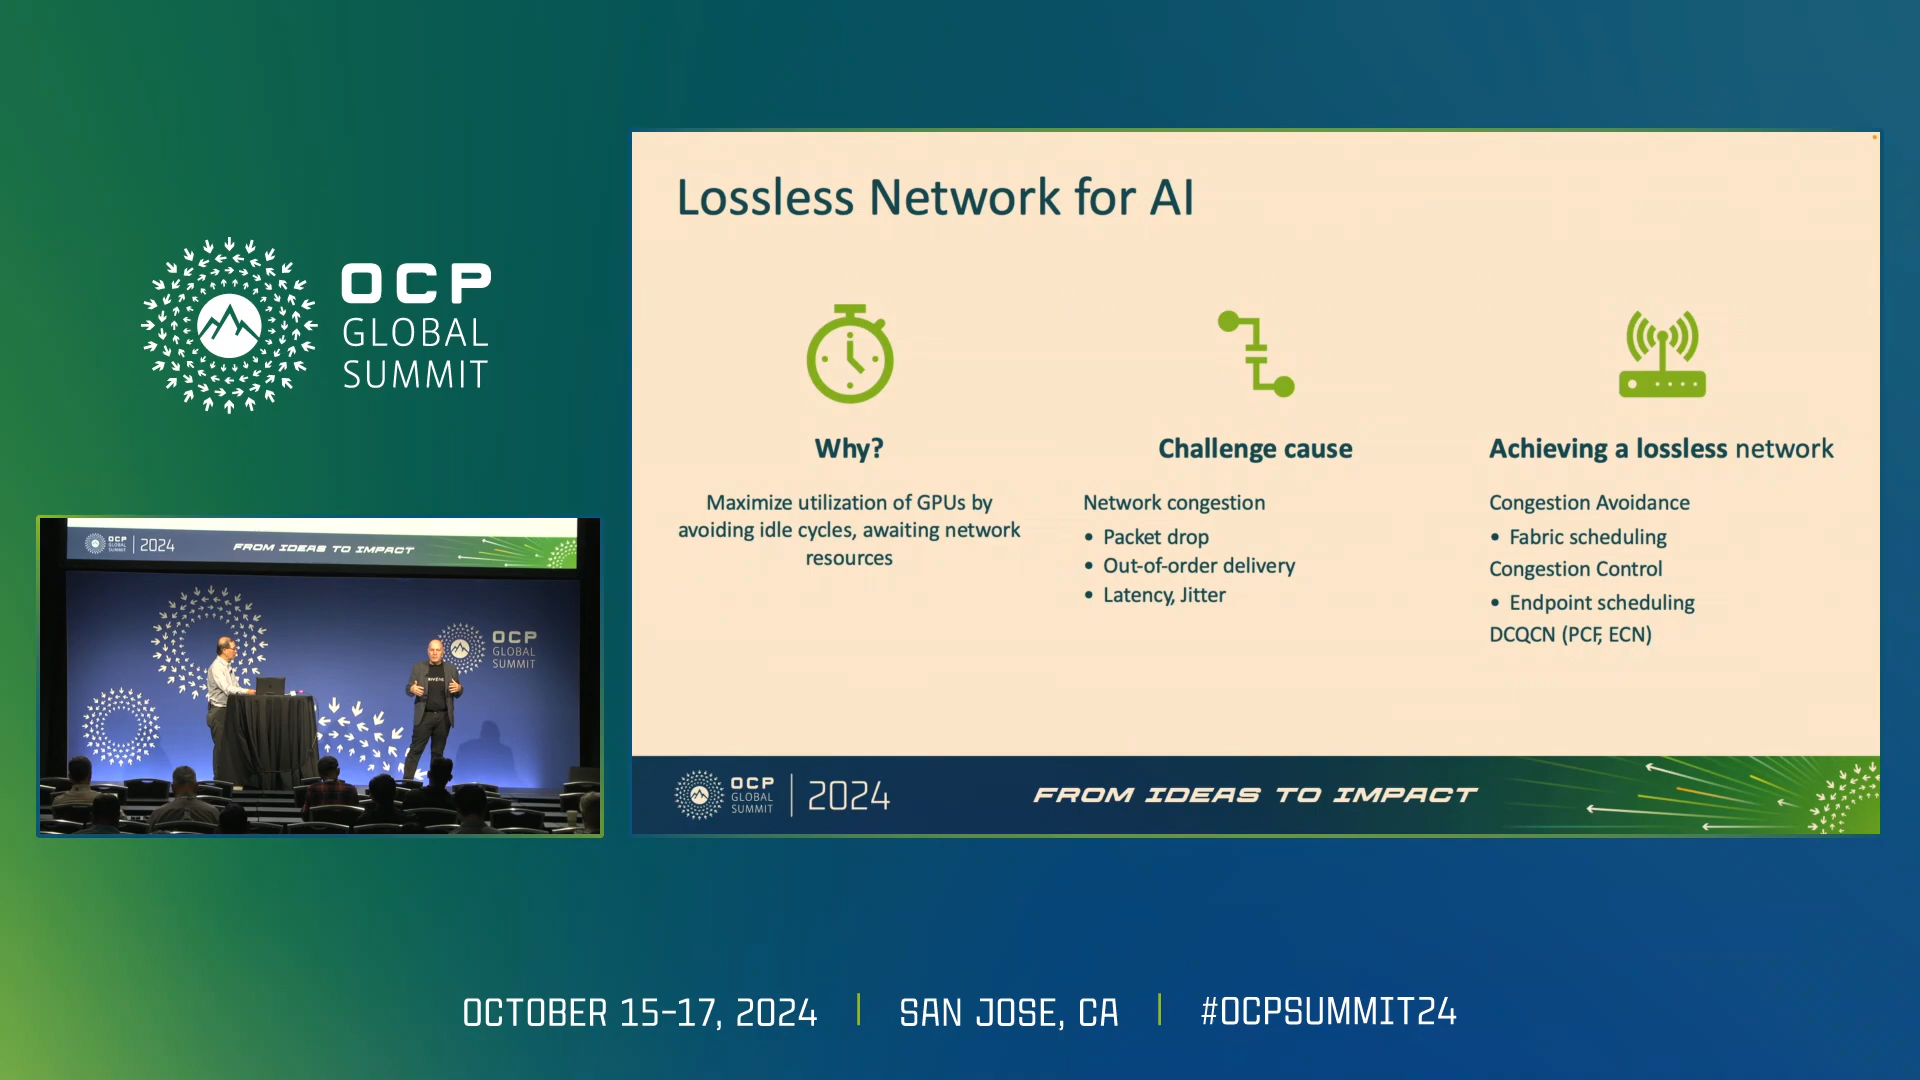 OCP
GLOBAL
SUMMIT
Lossless Network for AI
Why?
Maximize utilization of GPUs by
avoiding idle cycles, awaiting network
resources
Challenge cause
Network congestion
• Packet drop
• Out-of-order delivery
• Latency, Jitter
Achieving a lossless network
Congestion Avoidance
• Fabric scheduling
Congestion Control
• Endpoint scheduling
DCQCN (PCF, ECN)
OCP
GLOBAL
SUMMIT
2024
FROM IDEAS TO IMPACT
OCP
GLOBAL
SUMMIT
2024
FROM IDEAS TO IMPACT
OCP
GLOBAL
SUMMIT
OCTOBER 15-17, 2024
SAN JOSE, CA
#OCPSUMMIT24